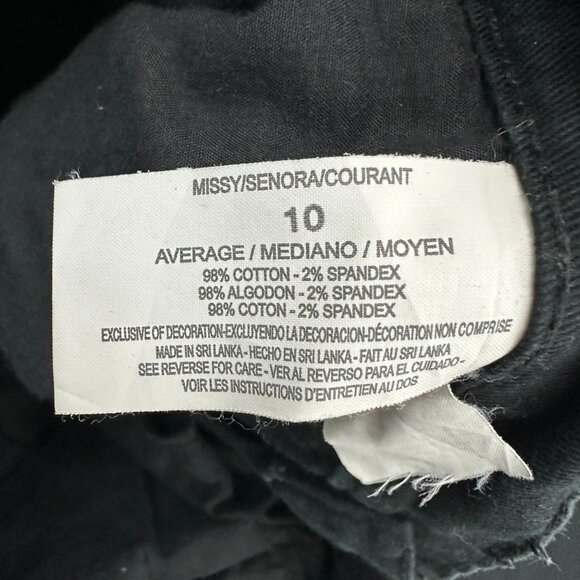 MISSY/SENORA/COURANT
10
AVERAGE / MEDIANO / MOYEN
98% COTTON - 2% SPANDEX
98% ALGODON - 2% SPANDEX
98% COTON - 2% SPANDEX
EXCLUSIVE OF DECORATION-EXCLUYENDO LA DECORACION-DÉCORATION NON COMPRISE
MADE IN SRI LANKA - HECHO EN SRI LANKA - FAIT AU SRI LANKA
SEE REVERSE FOR CARE - VER AL REVERSO PARA EL CUIDADO -
VOIR LES INSTRUCTIONS D'ENTRETIEN AU DOS